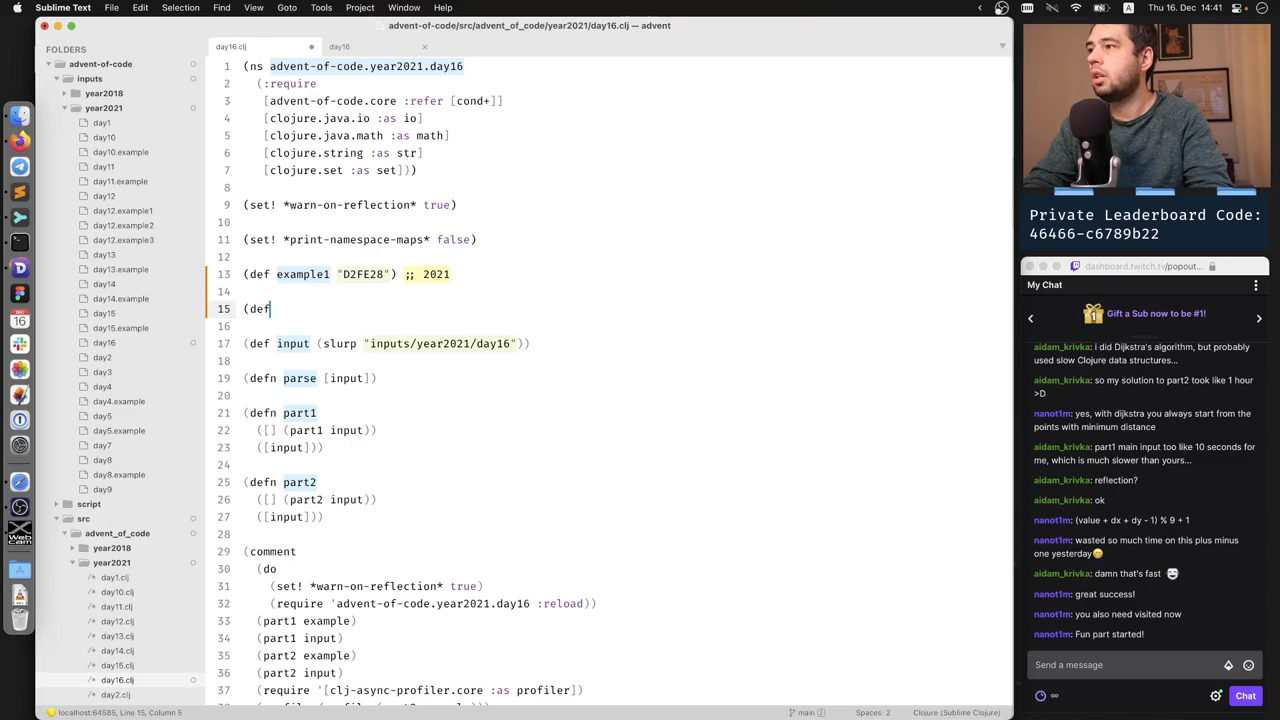 Sublime Text File Edit Selection Find View Goto Tools Project Window Help
Thu 16. Dec 14:41
advent-of-code/src/advent_of_code/year2021/day16.clj — advent
day16.clj
day16
FOLDERS
advent-of-code
inputs
year2018
year2021
day1
day10
day10.example
day11
day11.example
day12
day12.example1
day12.example2
day12.example3
day13
day13.example
day14
day14.example
day15
day15.example
day16
day2
day3
day4
day4.example
day5
day5.example
day7
day8
day8.example
day9
script
src
advent_of_code
year2018
year2021
day1.clj
day10.clj
day11.clj
day12.clj
day13.clj
day14.clj
day15.clj
day16.clj
day2.clj
1 (ns advent-of-code.year2021.day16
2 (:require
3 [advent-of-code.core :refer [cond+]]
4 [clojure.java.io :as io]
5 [clojure.java.math :as math]
6 [clojure.string :as str]
7 [clojure.set :as set]))
8
9 (set! *warn-on-reflection* true)
10
11 (set! *print-namespace-maps* false)
12
13 (def example1 "D2FE28") ;; 2021
14
15 (def
16
17 (def input (slurp "inputs/year2021/day16"))
18
19 (defn parse [input])
20
21 (defn part1
22 ([] (part1 input))
23 ([input]))
24
25 (defn part2
26 ([] (part2 input))
27 ([input]))
28
29 (comment
30 (do
31 (set! *warn-on-reflection* true)
32 (require 'advent-of-code.year2021.day16 :reload))
33 (part1 example)
34 (part1 input)
35 (part2 example)
36 (part2 input)
37 (require '[clj-async-profiler.core :as profiler])
localhost:64585, Line 15, Column 5
main 2
Spaces: 2
Clojure (Sublime Clojure)
Private Leaderboard Code:
46466-c6789b22
dashboard.twitch.tv/popout...
My Chat
Gift a Sub now to be #1!
aidam_krivka: i did Dijkstra's algorithm, but probably
used slow Clojure data structures...
aidam_krivka: so my solution to part2 took like 1 hour
>D
nanot1m: yes, with dijkstra you always start from the
points with minimum distance
aidam_krivka: part1 main input too like 10 seconds for
me, which is much slower than yours...
aidam_krivka: reflection?
aidam_krivka: ok
nanot1m: (value + dx + dy - 1) % 9 + 1
nanot1m: wasted so much time on this plus minus
one yesterday😁
aidam_krivka: damn that's fast
nanot1m: great success!
nanot1m: you also need visited now
nanot1m: Fun part started!
Send a message
∞
Chat